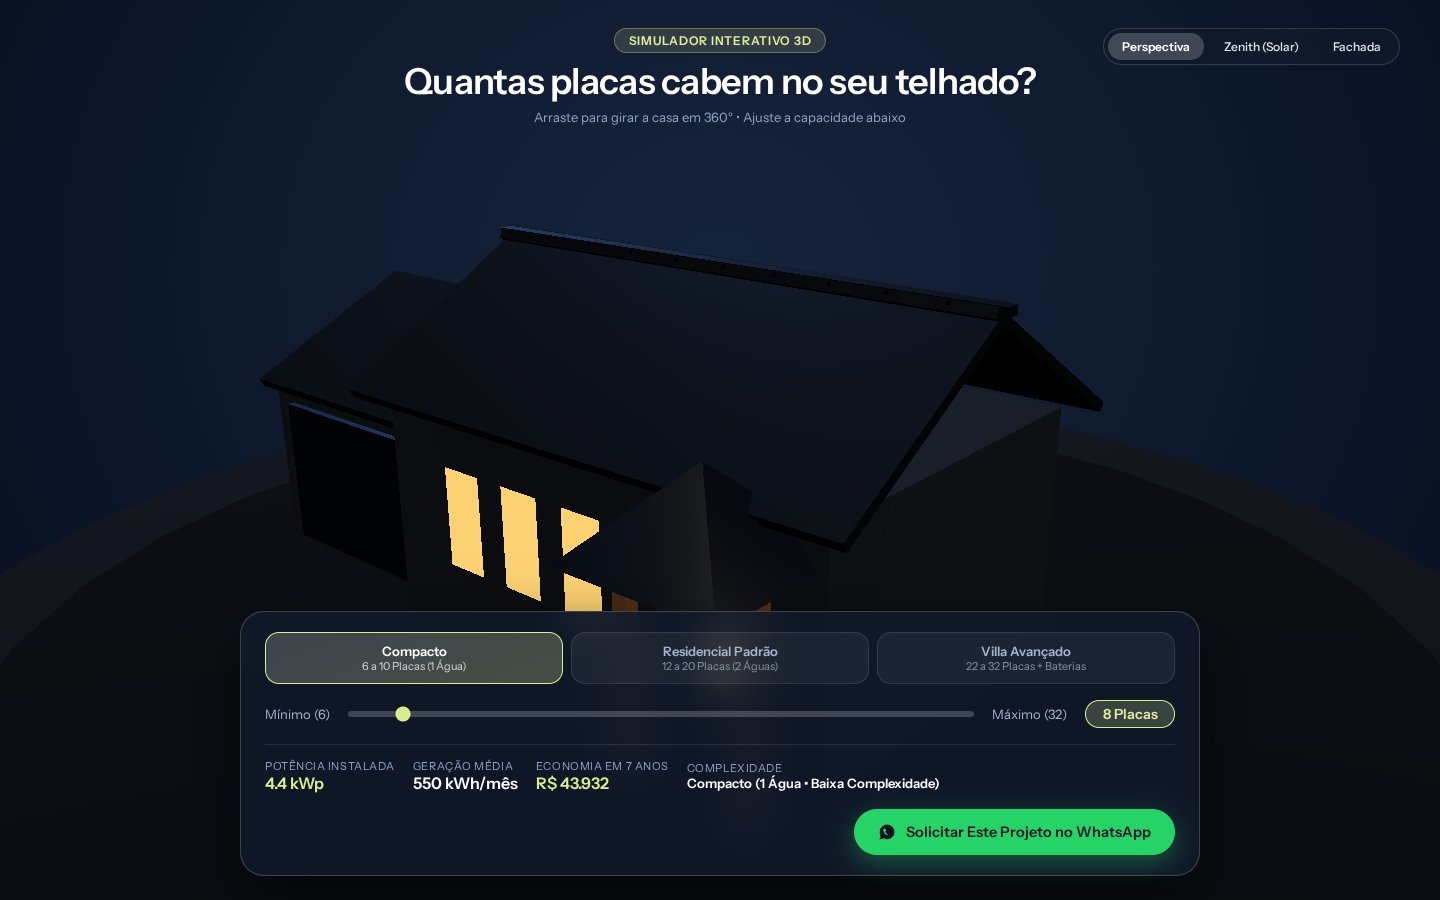 SIMULADOR INTERATIVO 3D
Quantas placas cabem no seu telhado?
Arraste para girar a casa em 360° • Ajuste a capacidade abaixo
Perspectiva
Zenith (Solar)
Fachada
Compacto
6 a 10 Placas (1 Água)
Residencial Padrão
12 a 20 Placas (2 Águas)
Villa Avançado
22 a 32 Placas + Baterias
Mínimo (6)
Máximo (32)
8 Placas
POTÊNCIA INSTALADA
4.4 kWp
GERAÇÃO MÉDIA
550 kWh/mês
ECONOMIA EM 7 ANOS
R$ 43.932
COMPLEXIDADE
Compacto (1 Água • Baixa Complexidade)
Solicitar Este Projeto no WhatsApp